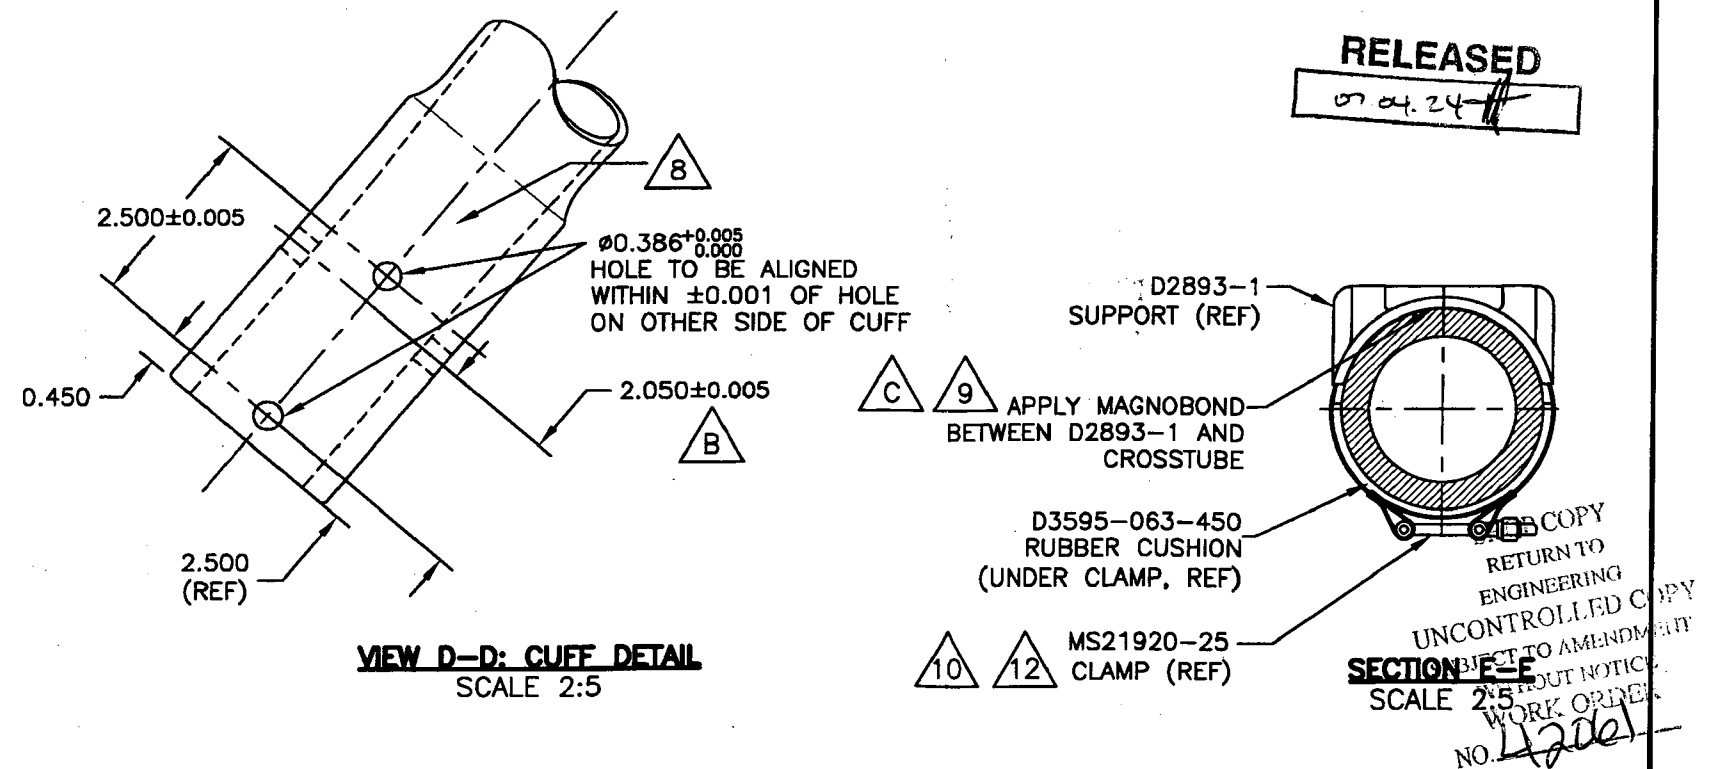 RELEASED
07.04.24
8
2.500±0.005
ø0.386+0.005
0.000
HOLE TO BE ALIGNED
WITHIN ±0.001 OF HOLE
ON OTHER SIDE OF CUFF
0.450
2.050±0.005
B
2.500
(REF)
VIEW D-D: CUFF DETAIL
SCALE 2:5
D2893-1
SUPPORT (REF)
C 9 APPLY MAGNOBOND
BETWEEN D2893-1 AND
CROSSTUBE
D3595-063-450
RUBBER CUSHION
(UNDER CLAMP, REF)
10 12 MS21920-25
CLAMP (REF)
SECTION E-E
SCALE 2:5
COPY
RETURN TO
ENGINEERING
UNCONTROLLED COPY
SUBJECT TO AMENDMENT
WITHOUT NOTICE
WORK ORDER
NO. 42061